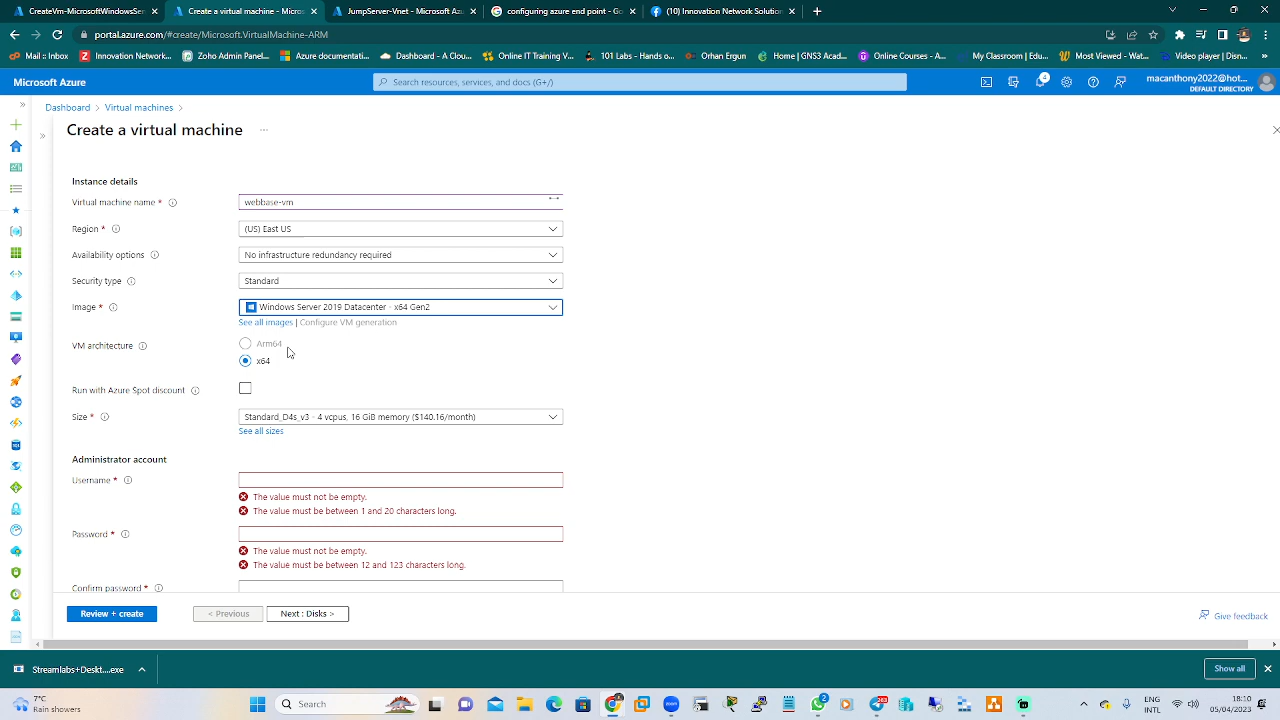 CreateVm-MicrosoftWindowsSer
Create a virtual machine - Micros
JumpServer-Vnet - Microsoft Azu
configuring azure end point - Go
(10) Innovation Network Solution
portal.azure.com/#create/Microsoft.VirtualMachine-ARM
Mail :: Inbox
Innovation Network...
Zoho Admin Panel...
Azure documentati...
Dashboard - A Clou...
Online IT Training V...
101 Labs - Hands o...
Orhan Ergun
Home | GNS3 Acad...
Online Courses - A...
My Classroom | Edu...
Most Viewed - Wat...
Video player | Disn...
Microsoft Azure
Search resources, services, and docs (G+/)
4
macanthony2022@hot...
DEFAULT DIRECTORY
Dashboard > Virtual machines >
Create a virtual machine ...
Instance details
Virtual machine name * webbase-vm
Region * (US) East US
Availability options No infrastructure redundancy required
Security type Standard
Image * Windows Server 2019 Datacenter - x64 Gen2
See all images | Configure VM generation
VM architecture Arm64
x64
Run with Azure Spot discount
Size * Standard_D4s_v3 - 4 vcpus, 16 GiB memory ($140.16/month)
See all sizes
Administrator account
Username *
The value must not be empty.
The value must be between 1 and 20 characters long.
Password *
The value must not be empty.
The value must be between 12 and 123 characters long.
Confirm password *
Review + create
< Previous
Next : Disks >
Give feedback
Streamlabs+Deskt....exe
Show all
7°C
Rain showers
Search
ENG
INTL
18:10
05/04/2023